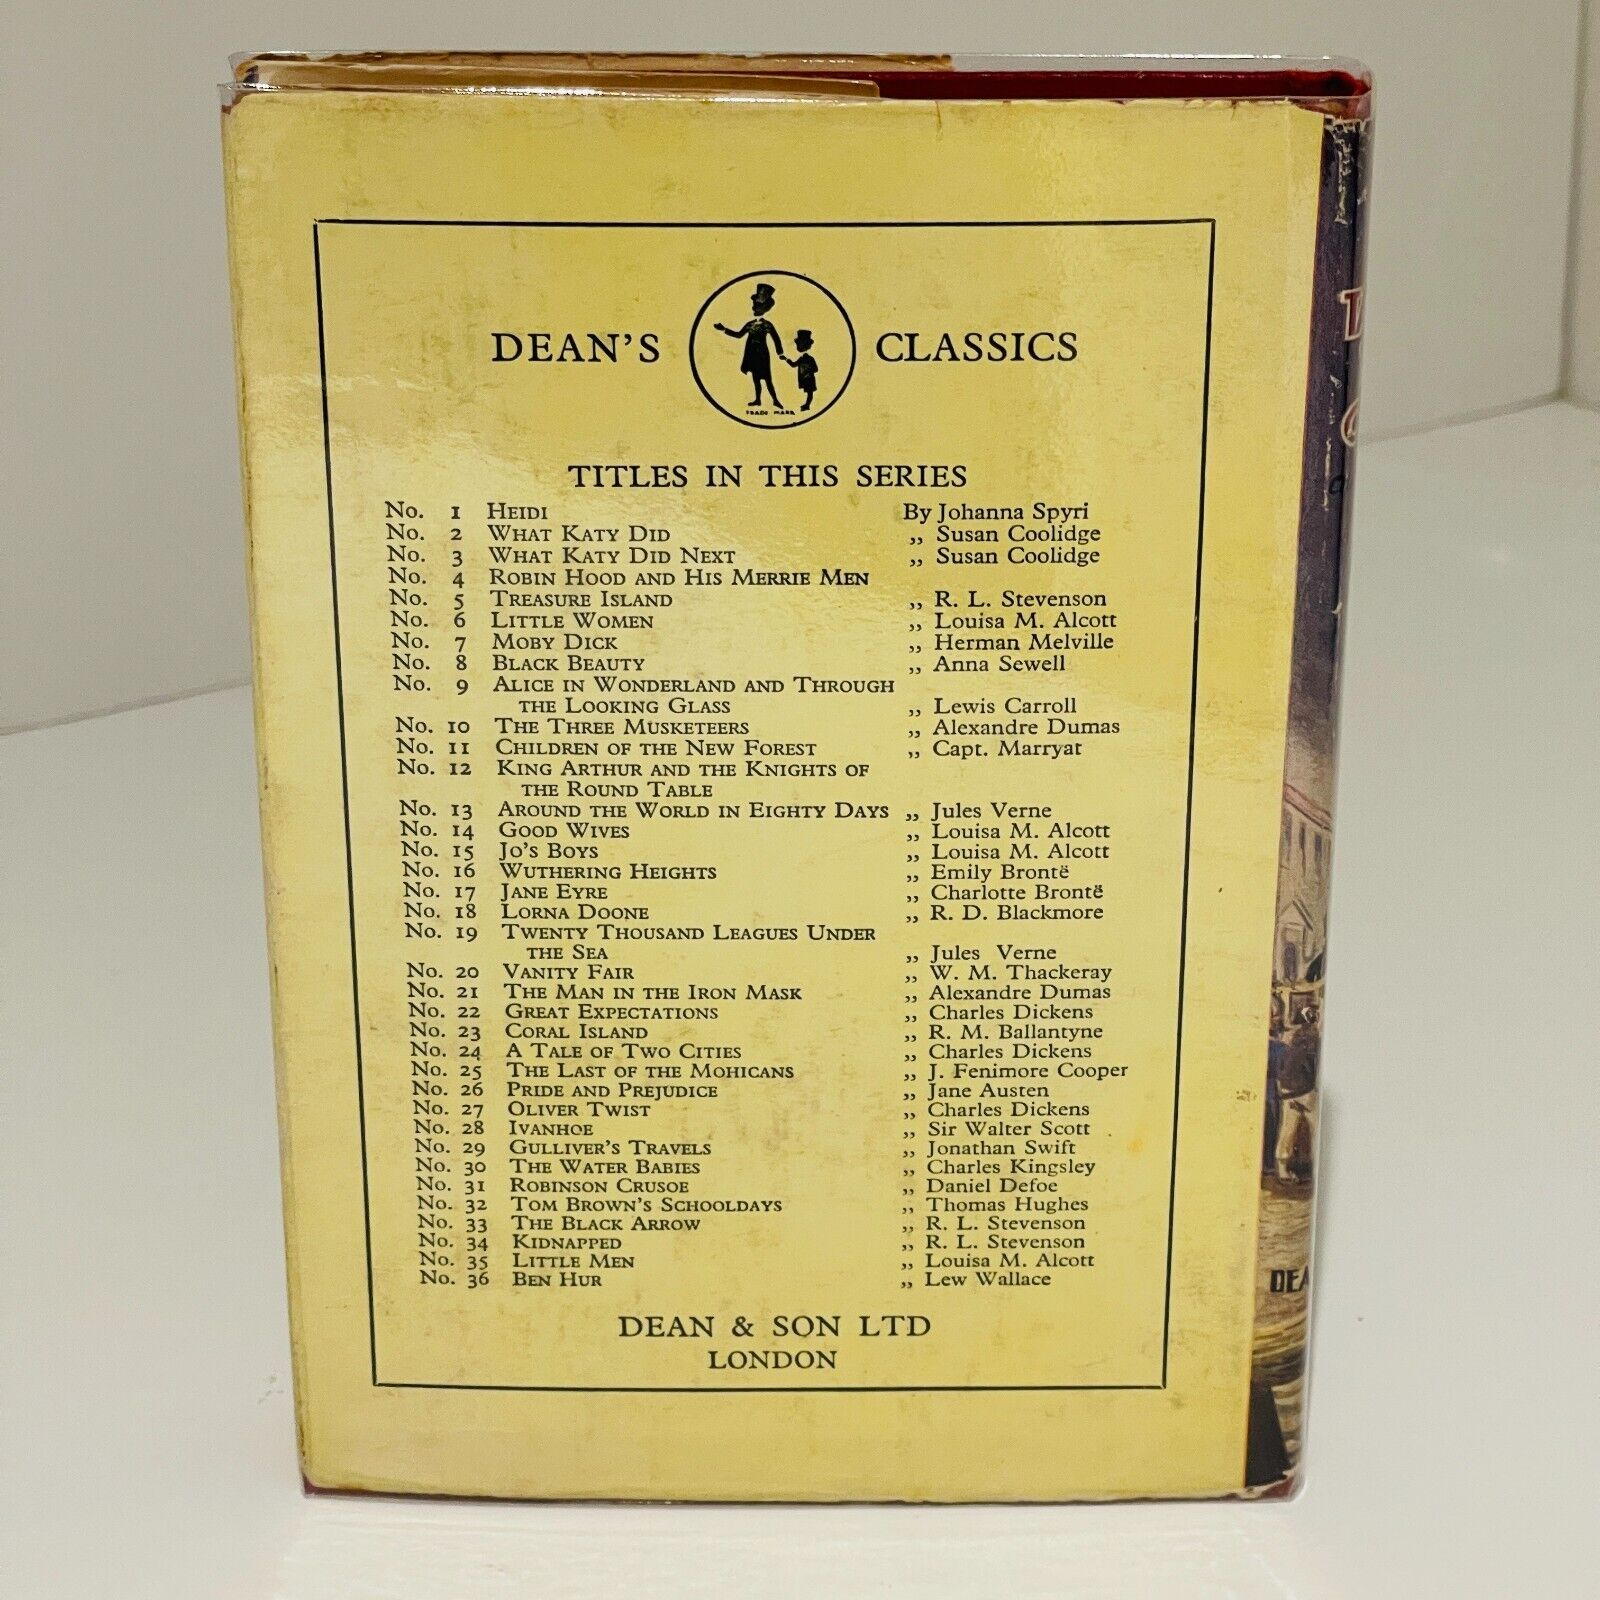 DEAN'S CLASSICS
TRADE MARK
TITLES IN THIS SERIES
No. 1 HEIDI By Johanna Spyri
No. 2 WHAT KATY DID ,, Susan Coolidge
No. 3 WHAT KATY DID NEXT ,, Susan Coolidge
No. 4 ROBIN HOOD AND HIS MERRIE MEN
No. 5 TREASURE ISLAND ,, R. L. Stevenson
No. 6 LITTLE WOMEN ,, Louisa M. Alcott
No. 7 MOBY DICK ,, Herman Melville
No. 8 BLACK BEAUTY ,, Anna Sewell
No. 9 ALICE IN WONDERLAND AND THROUGH
THE LOOKING GLASS ,, Lewis Carroll
No. 10 THE THREE MUSKETEERS ,, Alexandre Dumas
No. 11 CHILDREN OF THE NEW FOREST ,, Capt. Marryat
No. 12 KING ARTHUR AND THE KNIGHTS OF
THE ROUND TABLE
No. 13 AROUND THE WORLD IN EIGHTY DAYS ,, Jules Verne
No. 14 GOOD WIVES ,, Louisa M. Alcott
No. 15 JO'S BOYS ,, Louisa M. Alcott
No. 16 WUTHERING HEIGHTS ,, Emily Brontë
No. 17 JANE EYRE ,, Charlotte Brontë
No. 18 LORNA DOONE ,, R. D. Blackmore
No. 19 TWENTY THOUSAND LEAGUES UNDER
THE SEA ,, Jules Verne
No. 20 VANITY FAIR ,, W. M. Thackeray
No. 21 THE MAN IN THE IRON MASK ,, Alexandre Dumas
No. 22 GREAT EXPECTATIONS ,, Charles Dickens
No. 23 CORAL ISLAND ,, R. M. Ballantyne
No. 24 A TALE OF TWO CITIES ,, Charles Dickens
No. 25 THE LAST OF THE MOHICANS ,, J. Fenimore Cooper
No. 26 PRIDE AND PREJUDICE ,, Jane Austen
No. 27 OLIVER TWIST ,, Charles Dickens
No. 28 IVANHOE ,, Sir Walter Scott
No. 29 GULLIVER'S TRAVELS ,, Jonathan Swift
No. 30 THE WATER BABIES ,, Charles Kingsley
No. 31 ROBINSON CRUSOE ,, Daniel Defoe
No. 32 TOM BROWN'S SCHOOLDAYS ,, Thomas Hughes
No. 33 THE BLACK ARROW ,, R. L. Stevenson
No. 34 KIDNAPPED ,, R. L. Stevenson
No. 35 LITTLE MEN ,, Louisa M. Alcott
No. 36 BEN HUR ,, Lew Wallace
DEAN & SON LTD
LONDON
DEA